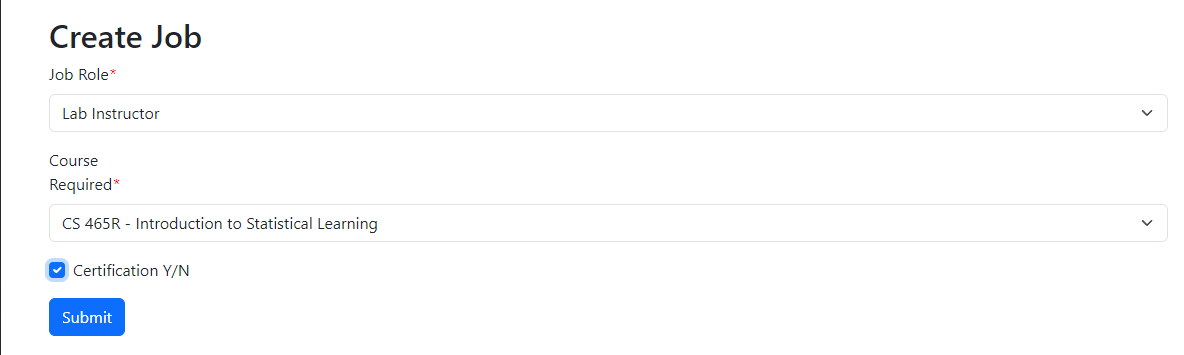 Create Job
Job Role*
Lab Instructor
Course
Required*
CS 465R - Introduction to Statistical Learning
Certification Y/N
Submit